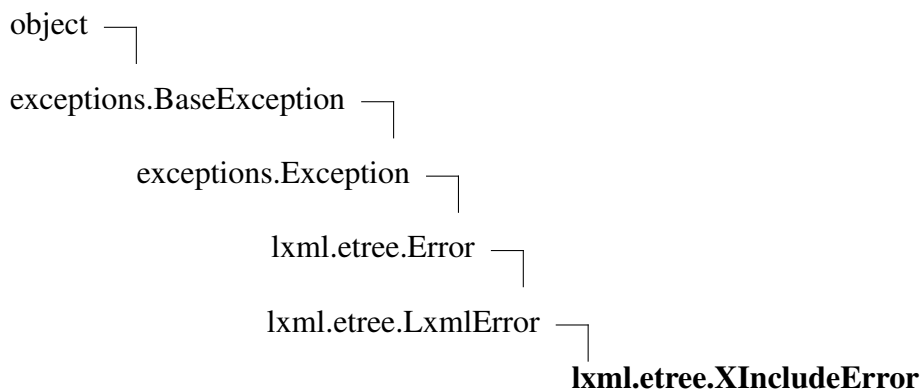 object
exceptions.BaseException
exceptions.Exception
lxml.etree.Error
lxml.etree.LxmlError
lxml.etree.XIncludeError